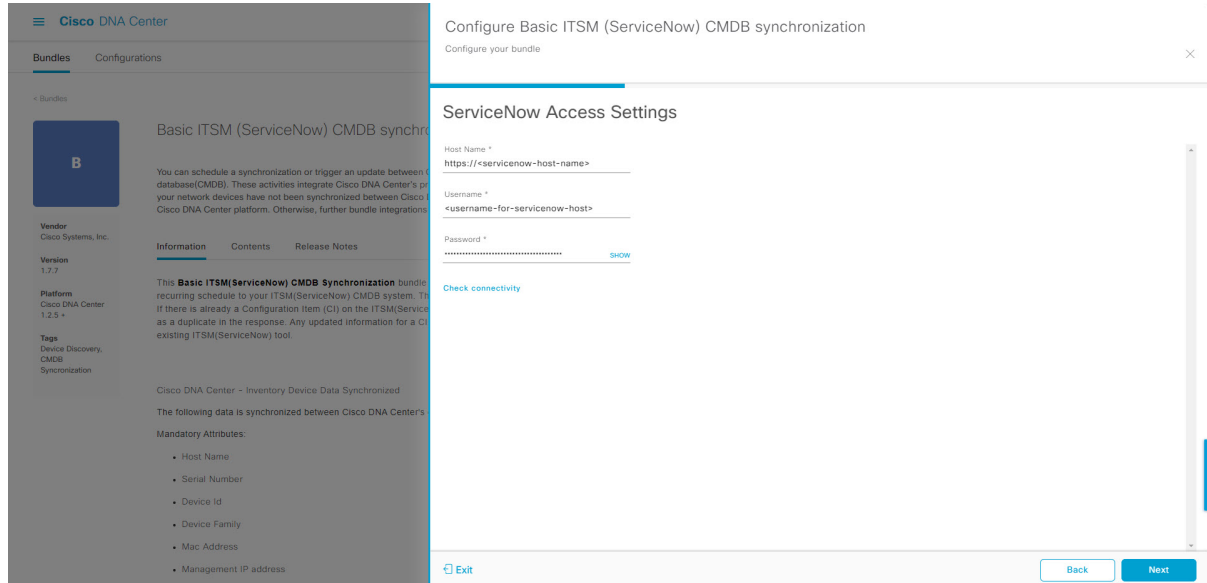 Cisco DNA Center
Bundles Configurations
< Bundles
B
Vendor
Cisco Systems, Inc.
Version
1.7.7
Platform
Cisco DNA Center
1.2.5 +
Tags
Device Discovery,
CMDB
Syncronization
Basic ITSM (ServiceNow) CMDB synchro
You can schedule a synchronization or trigger an update between
database(CMDB). These activities integrate Cisco DNA Center's pr
your network devices have not been synchronized between Cisco
Cisco DNA Center platform. Otherwise, further bundle integrations
Information Contents Release Notes
This Basic ITSM(ServiceNow) CMDB Synchronization bundle
recurring schedule to your ITSM(ServiceNow) CMDB system. Th
If there is already a Configuration Item (CI) on the ITSM(Service
as a duplicate in the response. Any updated information for a CI
existing ITSM(ServiceNow) tool.
Cisco DNA Center – Inventory Device Data Synchronized
The following data is synchronized between Cisco DNA Center's
Mandatory Attributes:
• Host Name
• Serial Number
• Device Id
• Device Family
• Mac Address
• Management IP address
Configure Basic ITSM (ServiceNow) CMDB synchronization
Configure your bundle
ServiceNow Access Settings
Host Name *
https://<servicenow-host-name>
Username *
<username-for-servicenow-host>
Password *
SHOW
Check connectivity
Exit
Back
Next